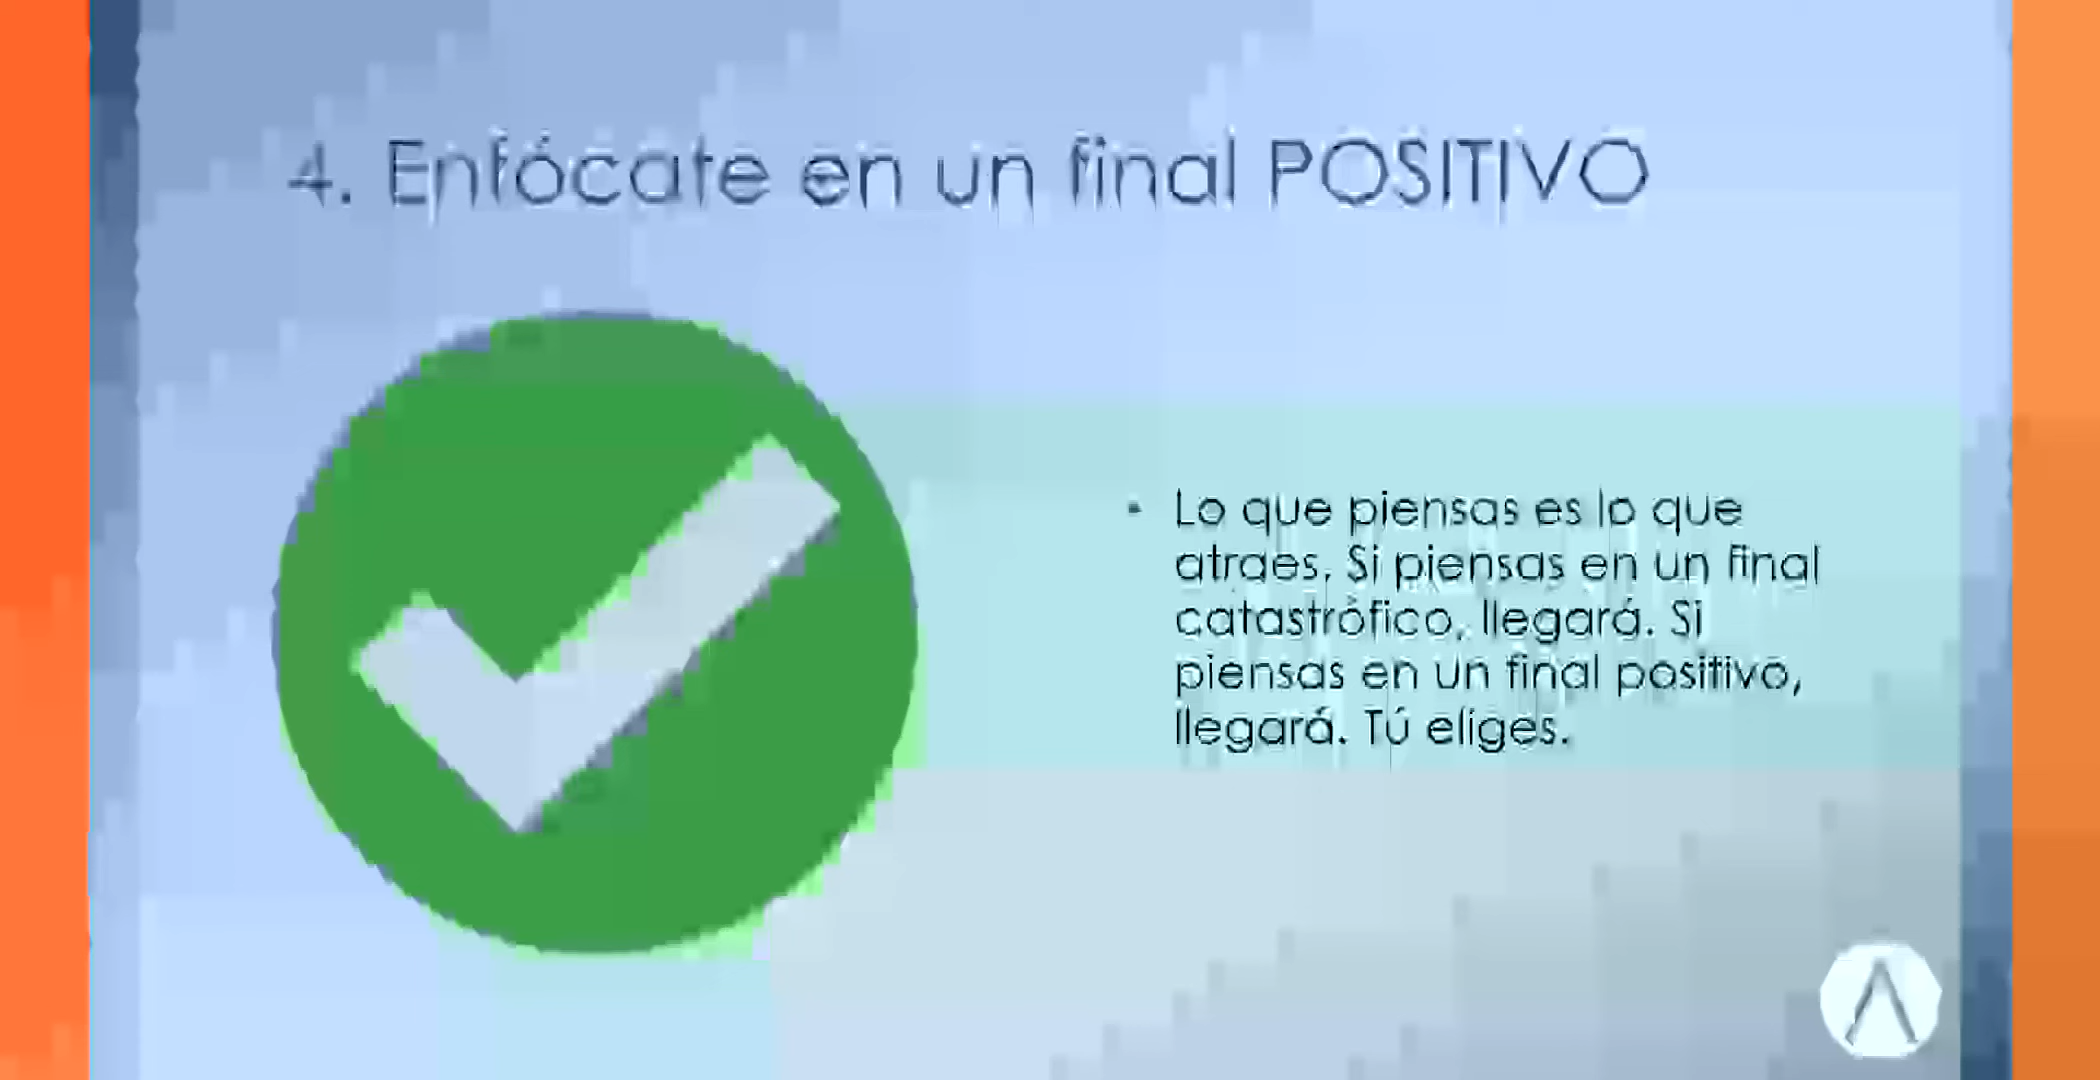 4. Enfócate en un final POSITIVO
• Lo que piensas es lo que
atraes. Si piensas en un final
catastrófico, llegará. Si
piensas en un final positivo,
llegará. Tú eliges.